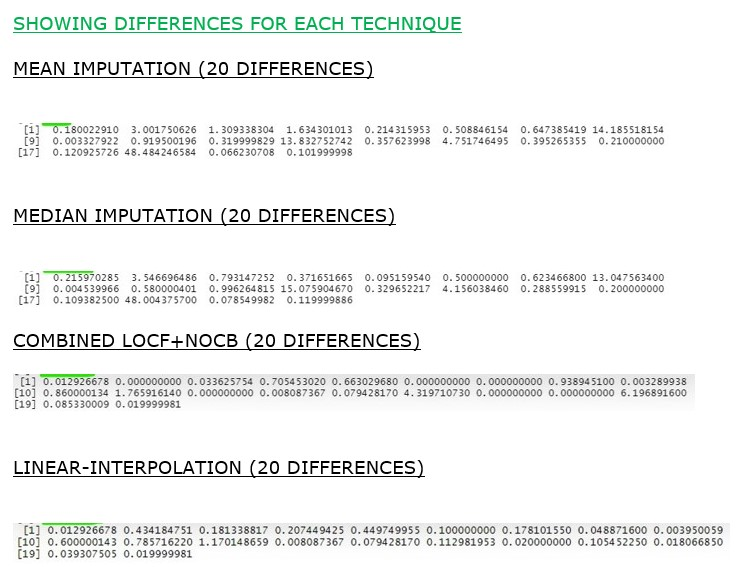 SHOWING DIFFERENCES FOR EACH TECHNIQUE
MEAN IMPUTATION (20 DIFFERENCES)
[1] 0.180022910 3.001750626 1.309338304 1.634301013 0.214315953 0.508846154 0.647385419 14.185518154
[9] 0.003327922 0.919500196 0.319999829 13.832752742 0.357623998 4.751746495 0.395265355 0.210000000
[17] 0.120925726 48.484246584 0.066230708 0.101999998
MEDIAN IMPUTATION (20 DIFFERENCES)
[1] 0.215970285 3.546696486 0.793147252 0.371651665 0.095159540 0.500000000 0.623466800 13.047563400
[9] 0.004539966 0.580000401 0.996264815 15.075904670 0.329652217 4.156038460 0.288559915 0.200000000
[17] 0.109382500 48.004375700 0.078549982 0.119999886
COMBINED LOCF+NOCB (20 DIFFERENCES)
[1] 0.012926678 0.000000000 0.033625754 0.705453020 0.663029680 0.000000000 0.000000000 0.938945100 0.003289938
[10] 0.860000134 1.765916140 0.000000000 0.008087367 0.079428170 4.319710730 0.000000000 0.000000000 6.196891600
[19] 0.085330009 0.019999981
LINEAR-INTERPOLATION (20 DIFFERENCES)
[1] 0.012926678 0.434184751 0.181338817 0.207449425 0.449749955 0.100000000 0.178101550 0.048871600 0.003950059
[10] 0.600000143 0.785716220 1.170148659 0.008087367 0.079428170 0.112981953 0.020000000 0.105452250 0.018066850
[19] 0.039307505 0.019999981